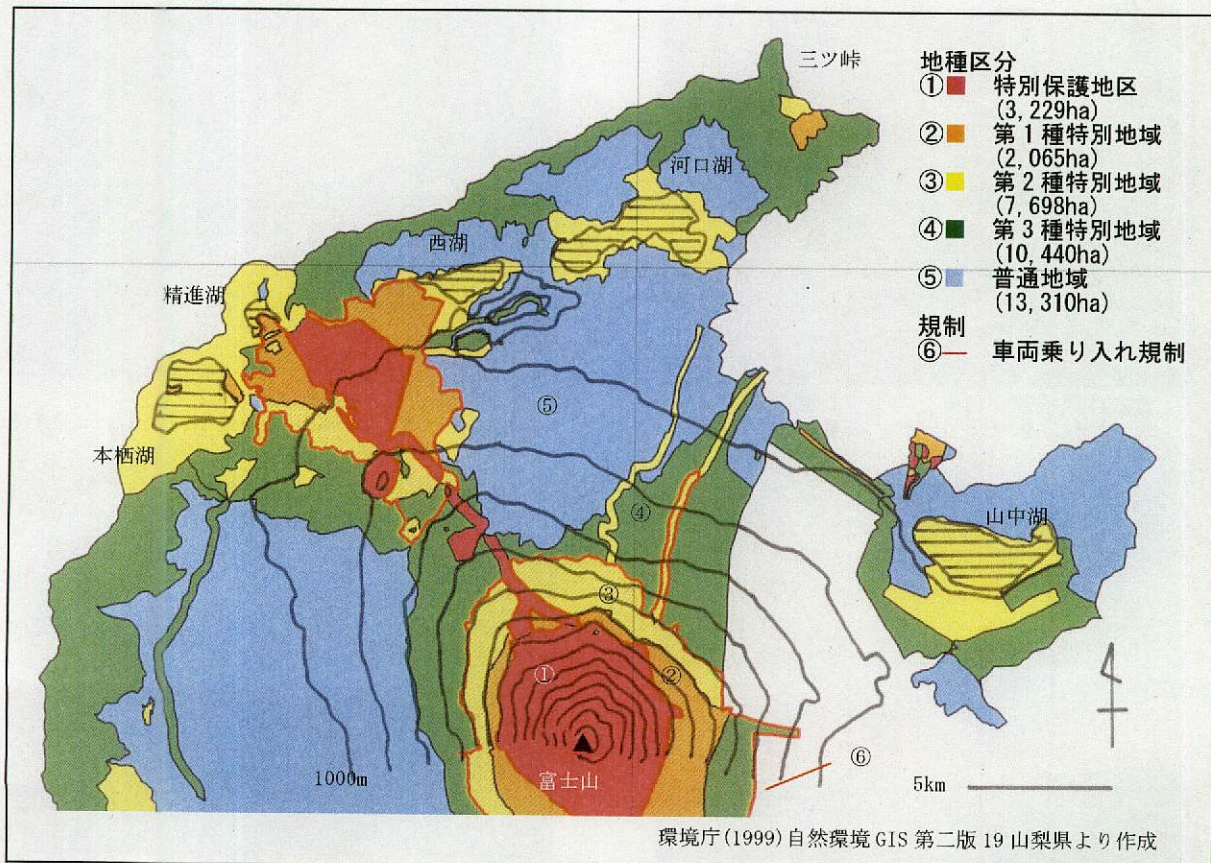 三ツ峠
地種区分
①■ 特別保護地区
(3,229ha)
②■ 第1種特別地域
(2,065ha)
③■ 第2種特別地域
(7,698ha)
④■ 第3種特別地域
(10,440ha)
⑤■ 普通地域
(13,310ha)
規制
⑥― 車両乗り入れ規制
河口湖
西湖
精進湖
本栖湖
⑤
④
山中湖
③
①
②
富士山
1000m
⑥
5km
環境庁(1999)自然環境GIS 第二版 19 山梨県より作成